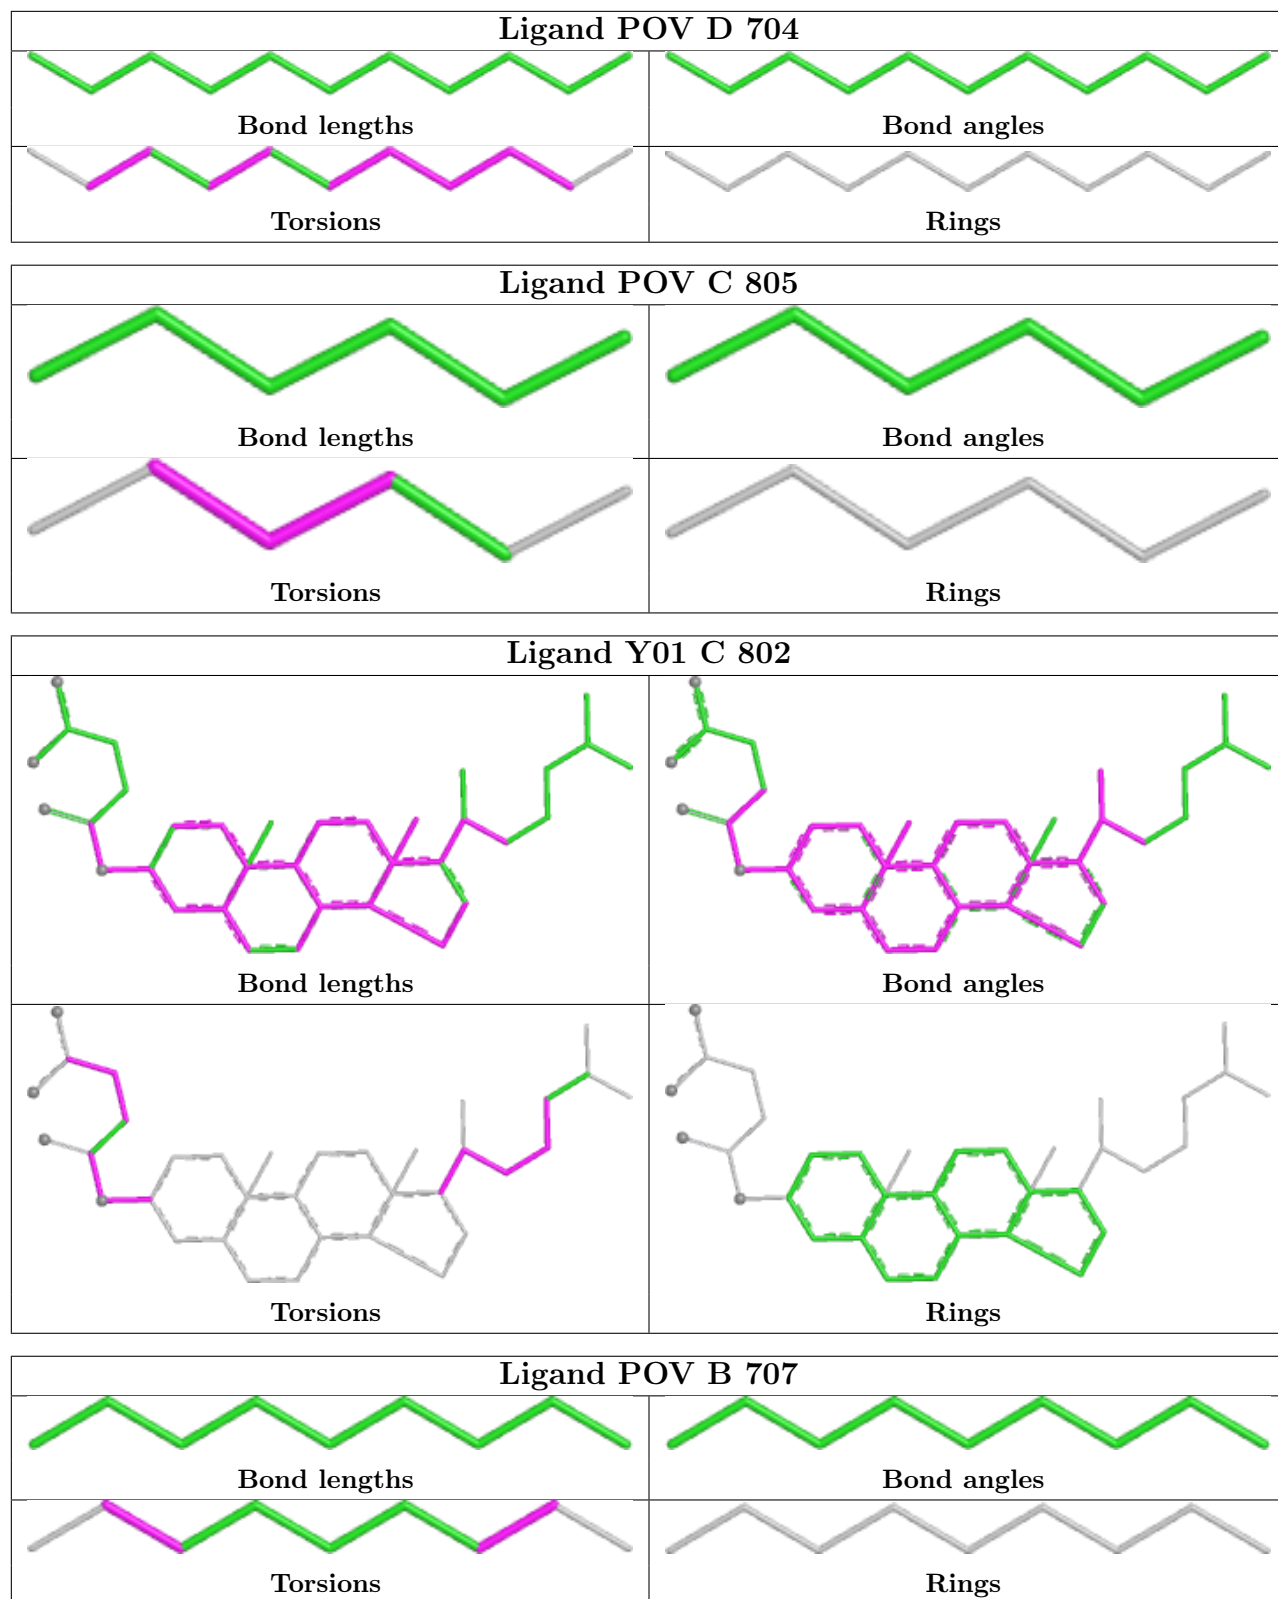 Ligand POV D 704
Bond lengths
Bond angles
Torsions
Rings
Ligand POV C 805
Bond lengths
Bond angles
Torsions
Rings
Ligand Y01 C 802
Bond lengths
Bond angles
Torsions
Rings
Ligand POV B 707
Bond lengths
Bond angles
Torsions
Rings